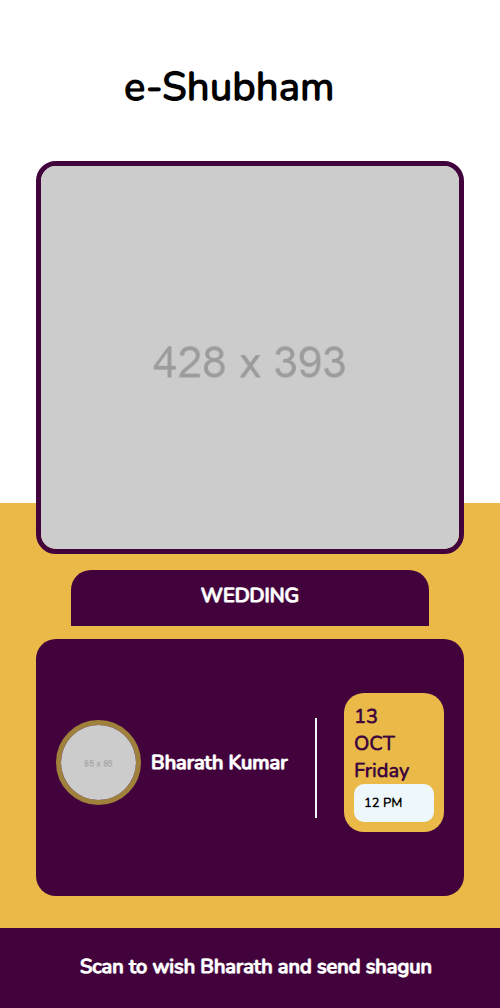 e-Shubham
428 x 393
WEDDING
85 x 85
Bharath Kumar
13
OCT
Friday
12 PM
Scan to wish Bharath and send shagun